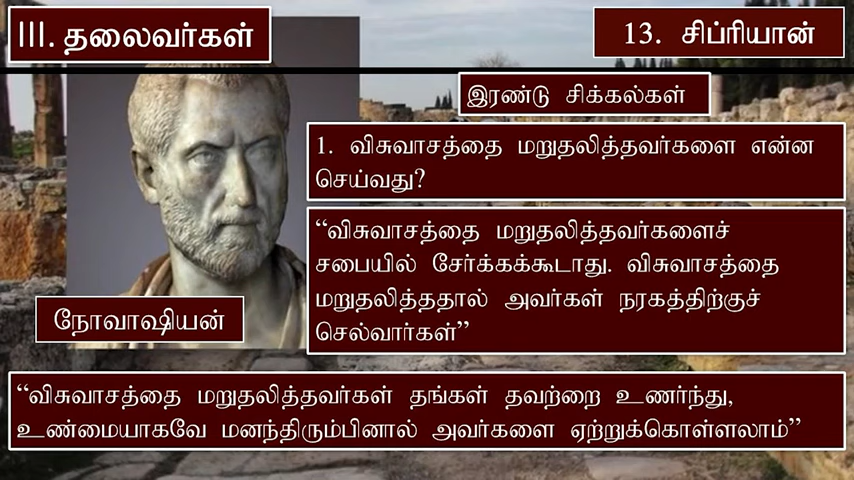 III. தலைவர்கள்
13. சிப்ரியான்
இரண்டு சிக்கல்கள்
1. விசுவாசத்தை மறுதலித்தவர்களை என்ன
செய்வது?
“விசுவாசத்தை மறுதலித்தவர்களைச்
சபையில் சேர்க்கக்கூடாது. விசுவாசத்தை
மறுதலித்ததால் அவர்கள் நரகத்திற்குச்
செல்வார்கள்”
நோவாஷியன்
“விசுவாசத்தை மறுதலித்தவர்கள் தங்கள் தவற்றை உணர்ந்து,
உண்மையாகவே மனந்திரும்பினால் அவர்களை ஏற்றுக்கொள்ளலாம்”